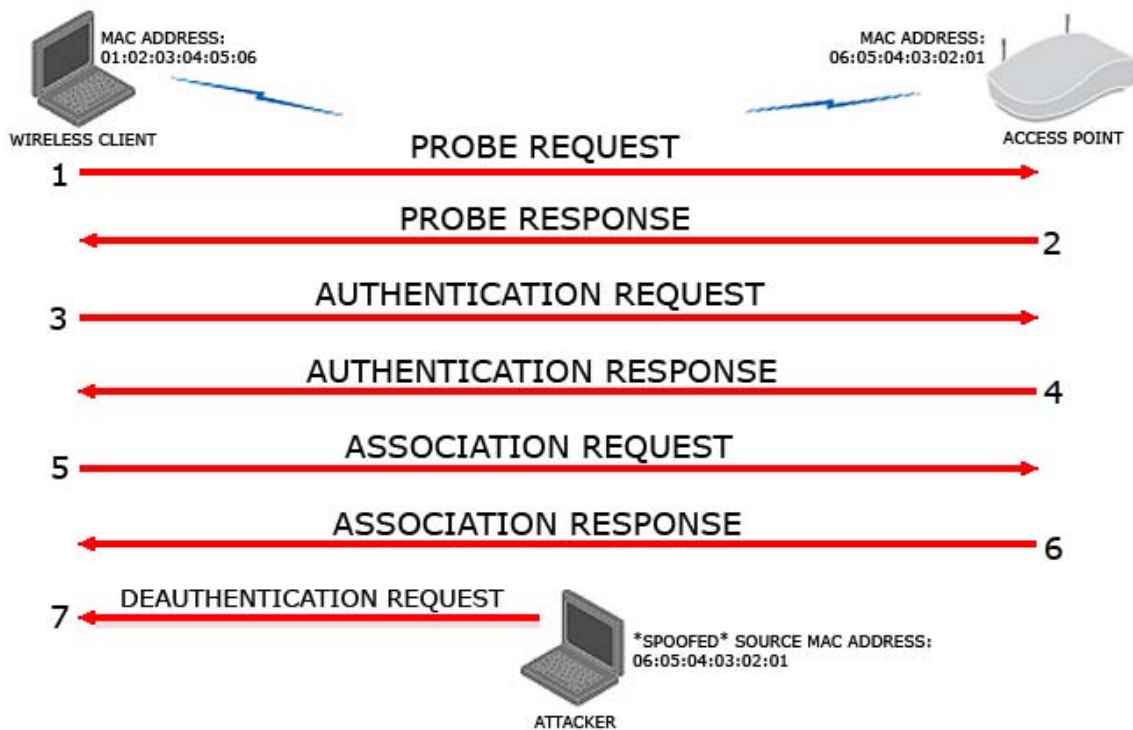 MAC ADDRESS:
01:02:03:04:05:06
MAC ADDRESS:
06:05:04:03:02:01
WIRELESS CLIENT
ACCESS POINT
PROBE REQUEST
1
PROBE RESPONSE
2
AUTHENTICATION REQUEST
3
AUTHENTICATION RESPONSE
4
ASSOCIATION REQUEST
5
ASSOCIATION RESPONSE
6
DEAUTHENTICATION REQUEST
7
*SPOOFED* SOURCE MAC ADDRESS:
06:05:04:03:02:01
ATTACKER